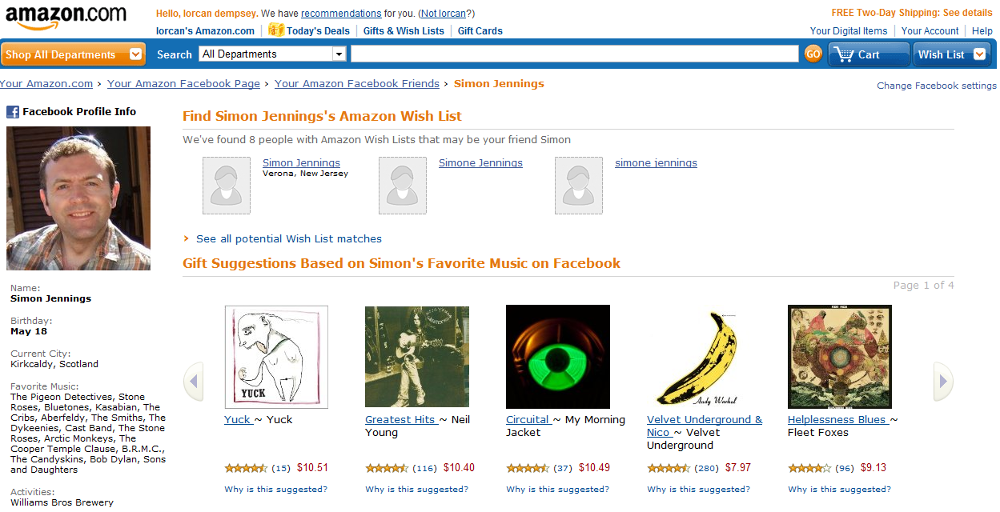 amazon.com
Hello, lorcan dempsey. We have recommendations for you. (Not lorcan?)
FREE Two-Day Shipping: See details
lorcan's Amazon.com
Today's Deals
Gifts & Wish Lists
Gift Cards
Your Digital Items
Your Account
Help
Shop All Departments
Search
All Departments
GO
Cart
Wish List
Your Amazon.com › Your Amazon Facebook Page › Your Amazon Facebook Friends › Simon Jennings
Change Facebook settings
Facebook Profile Info
Name:
Simon Jennings
Birthday:
May 18
Current City:
Kirkcaldy, Scotland
Favorite Music:
The Pigeon Detectives, Stone
Roses, Bluetones, Kasabian, The
Cribs, Aberfeldy, The Smiths, The
Dykeenies, Cast Band, The Stone
Roses, Arctic Monkeys, The
Cooper Temple Clause, B.R.M.C.,
The Candyskins, Bob Dylan, Sons
and Daughters
Activities:
Williams Bros Brewery
Find Simon Jennings's Amazon Wish List
We've found 8 people with Amazon Wish Lists that may be your friend Simon
Simon Jennings
Verona, New Jersey
Simone Jennings
simone jennings
› See all potential Wish List matches
Gift Suggestions Based on Simon's Favorite Music on Facebook
Page 1 of 4
YUCK
Yuck ~ Yuck
(15) $10.51
Why is this suggested?
Greatest Hits ~ Neil
Young
(116) $10.40
Why is this suggested?
Circuital ~ My Morning
Jacket
(37) $10.49
Why is this suggested?
Andy Warhol
Velvet Underground &
Nico ~ Velvet
Underground
(280) $7.97
Why is this suggested?
FLEET FOXES
Helplessness Blues ~
Fleet Foxes
(96) $9.13
Why is this suggested?